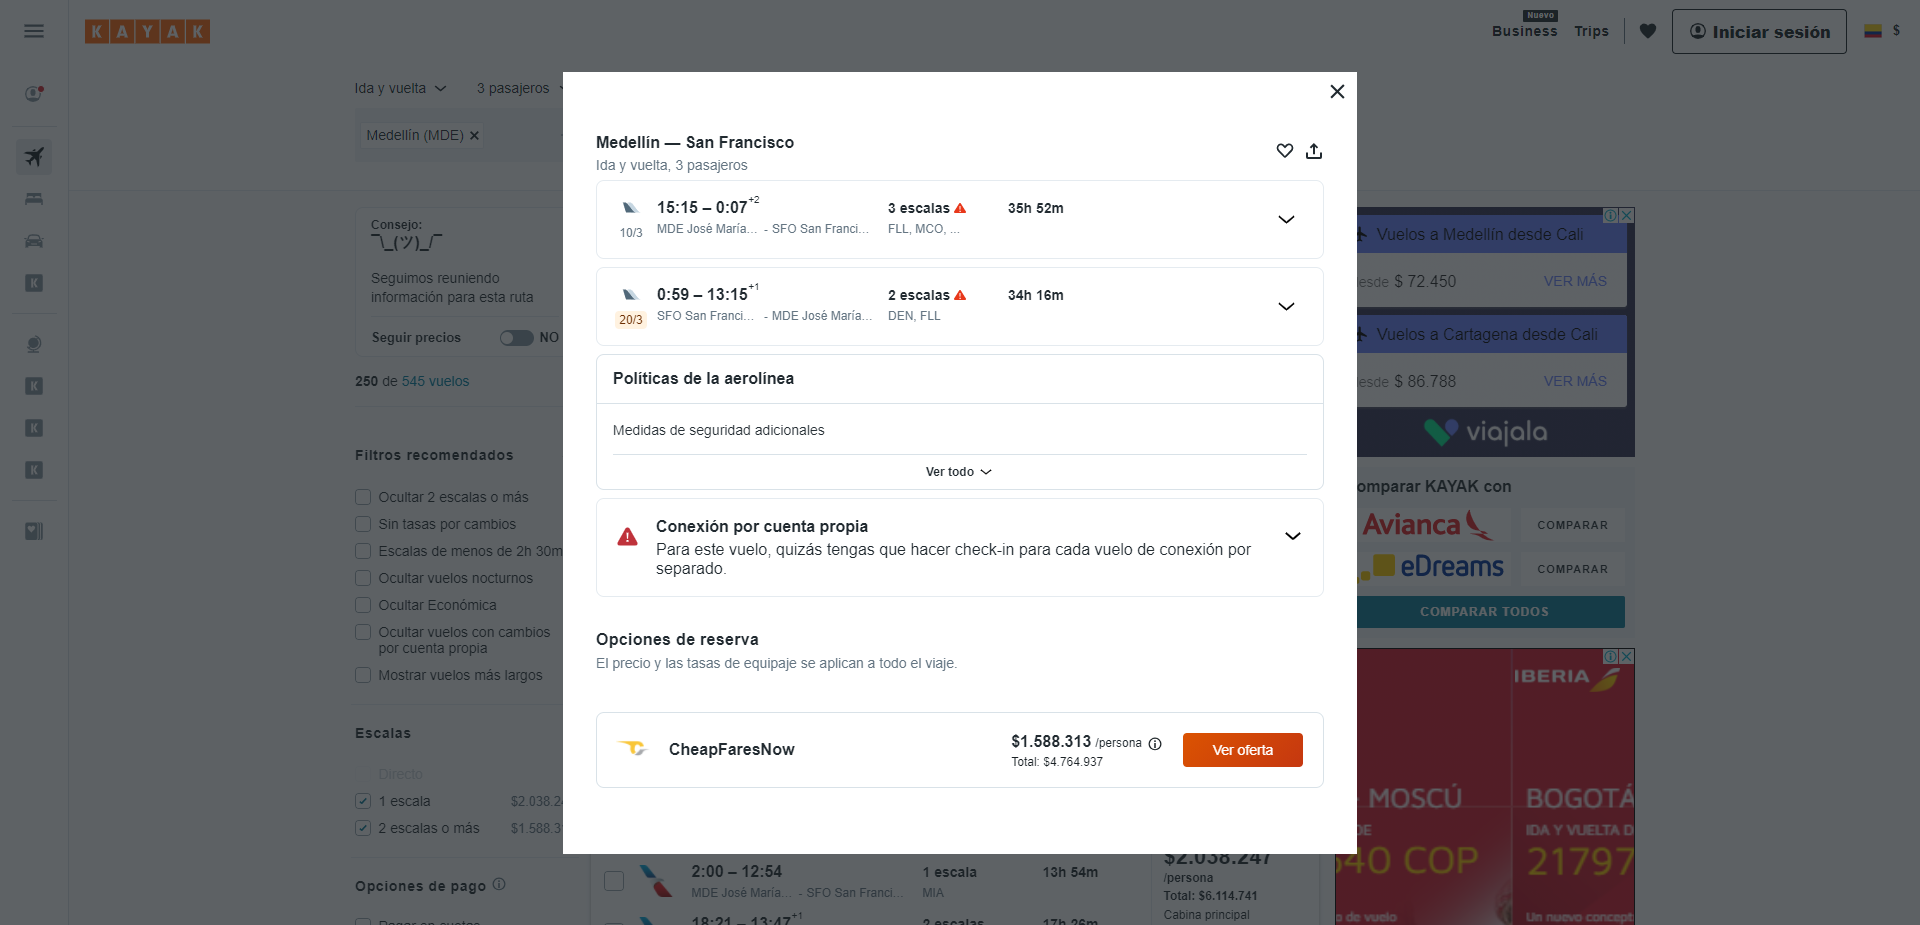 KAYAK
Nuevo
Business
Trips
Iniciar sesión
$
Ida y vuelta
3 pasajeros
Medellín (MDE)
Consejo:
¯\_(ツ)_/¯
Seguimos reuniendo
información para esta ruta
Seguir precios
NO
250 de 545 vuelos
Filtros recomendados
Ocultar 2 escalas o más
Sin tasas por cambios
Escalas de menos de 2h 30m
Ocultar vuelos nocturnos
Ocultar Económica
Ocultar vuelos con cambios
por cuenta propia
Mostrar vuelos más largos
Escalas
Directo
1 escala
$2.038.24
2 escalas o más
$1.588.31
Opciones de pago
Pagar en cuotas
Medellín — San Francisco
Ida y vuelta, 3 pasajeros
15:15 – 0:07+2
3 escalas
35h 52m
10/3
MDE José María... - SFO San Franci...
FLL, MCO, ...
0:59 – 13:15+1
2 escalas
34h 16m
20/3
SFO San Franci... - MDE José María...
DEN, FLL
Políticas de la aerolínea
Medidas de seguridad adicionales
Ver todo
Conexión por cuenta propia
Para este vuelo, quizás tengas que hacer check-in para cada vuelo de conexión por
separado.
Opciones de reserva
El precio y las tasas de equipaje se aplican a todo el viaje.
CheapFaresNow
$1.588.313 /persona
Total: $4.764.937
Ver oferta
2:00 – 12:54
1 escala
13h 54m
MDE José María... - SFO San Franci...
MIA
18:21 – 13:47+1
2 escalas
17h 26m
$2.038.247
/persona
Total: $6.114.741
Cabina principal
Vuelos a Medellín desde Cali
esde $ 72.450
VER MÁS
Vuelos a Cartagena desde Cali
esde $ 86.788
VER MÁS
viajala
omparar KAYAK con
Avianca
COMPARAR
eDreams
COMPARAR
COMPARAR TODOS
IBERIA
MOSCÚ
BOGOTÁ
DE
IDA Y VUELTA D
640 COP
21797
o de vuelo
Un nuevo concept